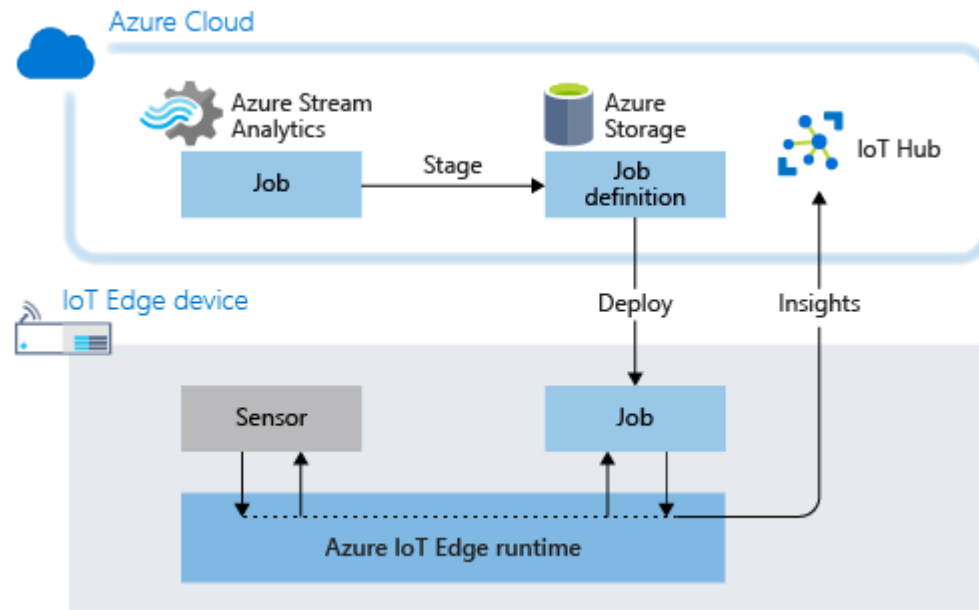 Azure Cloud
Azure Stream
Analytics
Azure
Storage
IoT Hub
Job
Stage
Job
definition
IoT Edge device
Deploy
Insights
Sensor
Job
Azure IoT Edge runtime